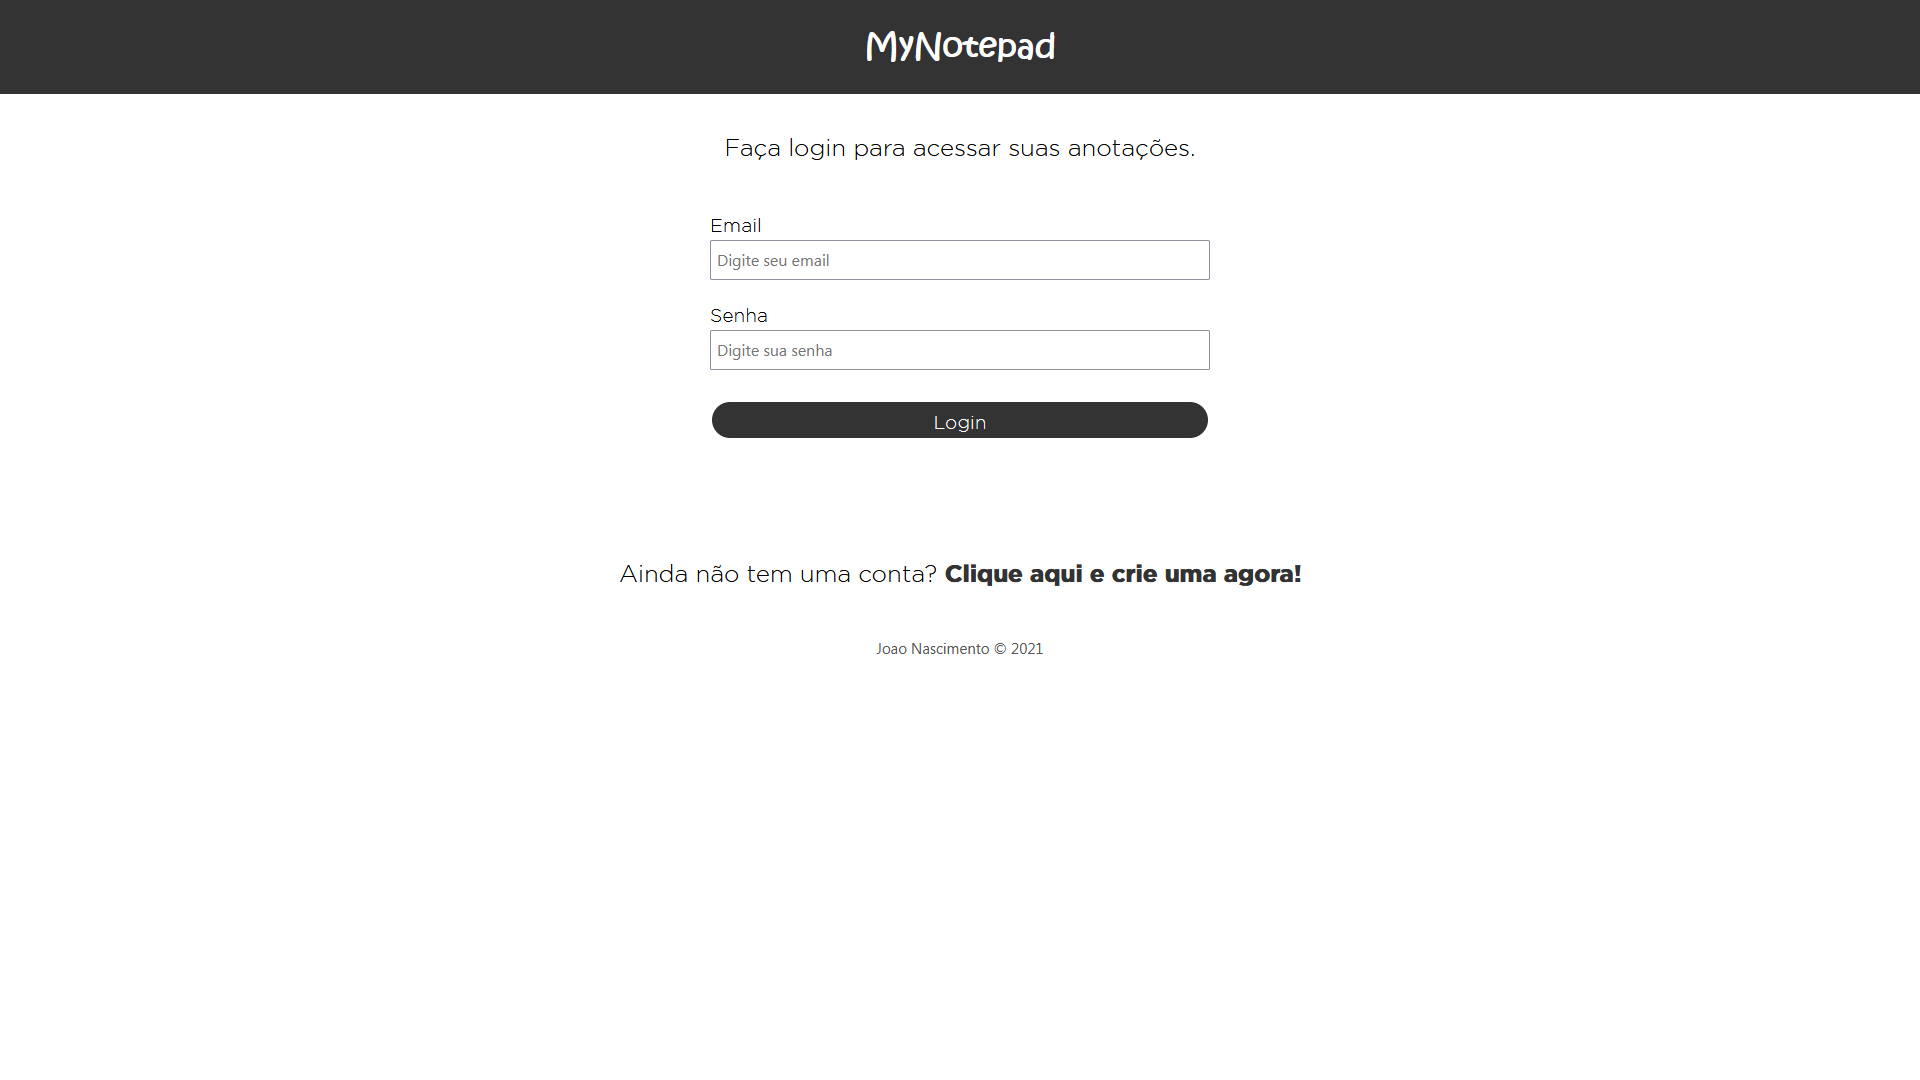 MyNotepad
Faça login para acessar suas anotações.
Email
Digite seu email
Senha
Digite sua senha
Login
Ainda não tem uma conta? Clique aqui e crie uma agora!
Joao Nascimento © 2021